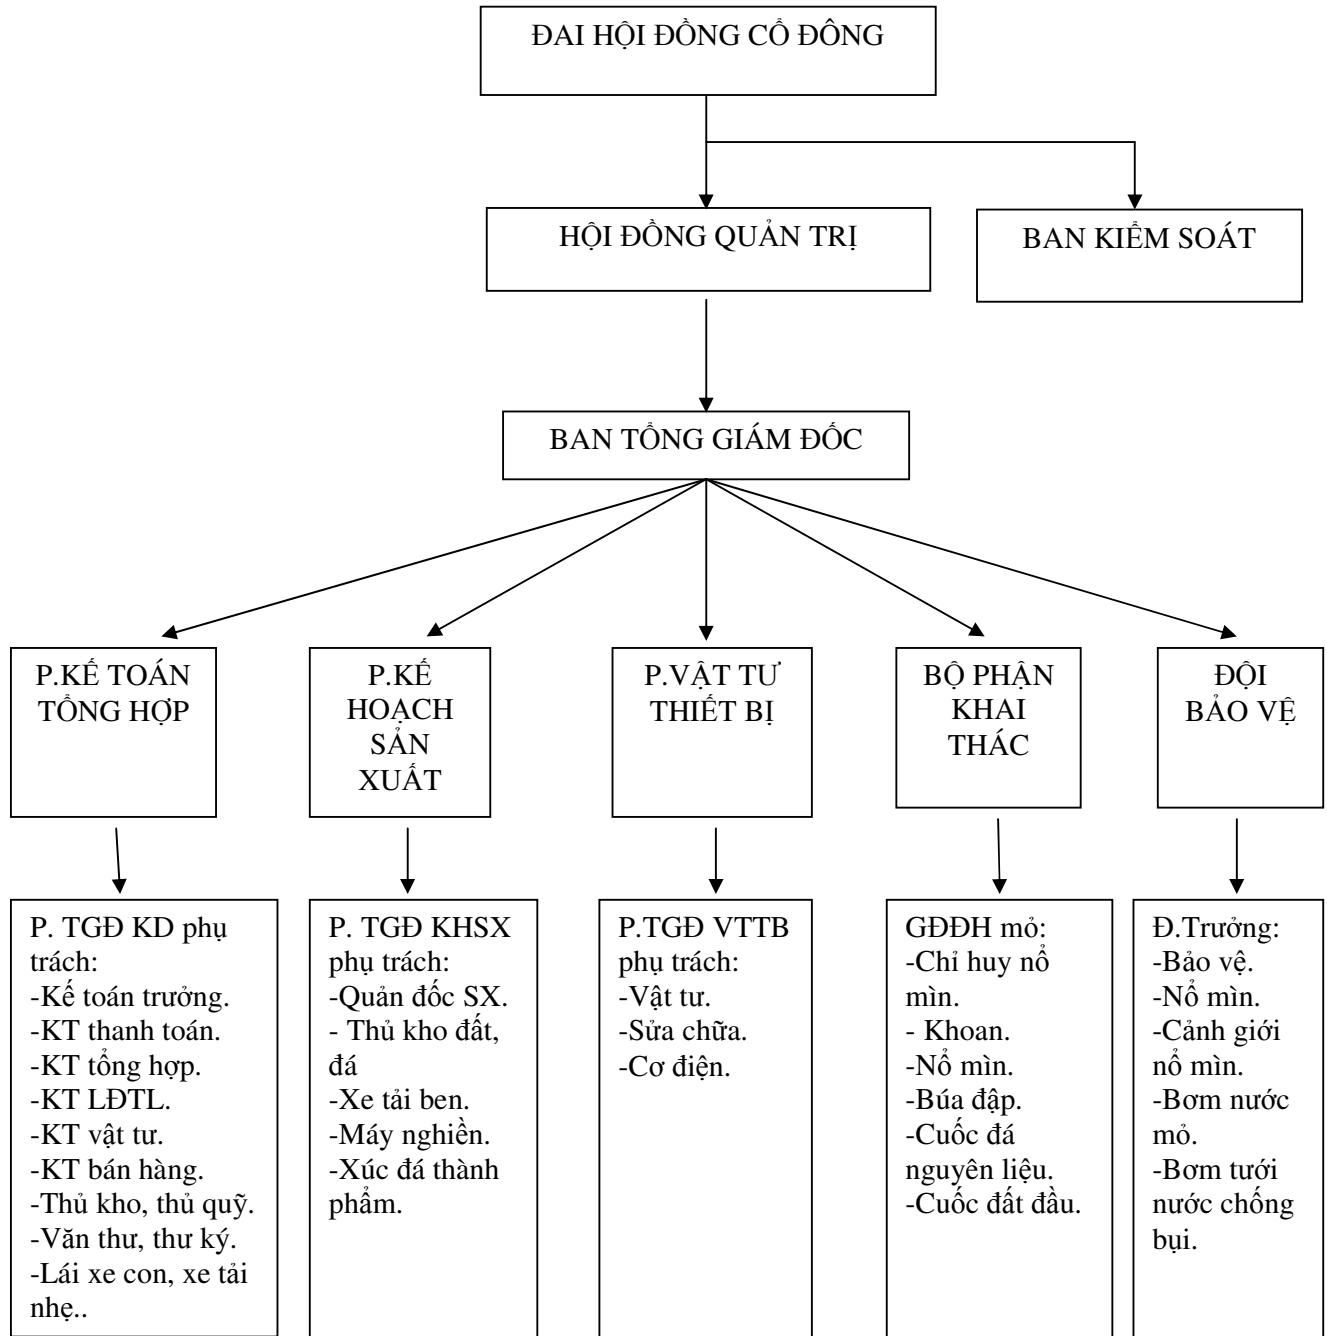 ĐAI HỘI ĐỒNG CỔ ĐÔNG
HỘI ĐỒNG QUẢN TRỊ
BAN KIỂM SOÁT
BAN TỔNG GIÁM ĐỐC
P.KẾ TOÁN
TỔNG HỢP
P.KẾ
HOẠCH
SẢN
XUẤT
P.VẬT TƯ
THIẾT BỊ
BỘ PHẬN
KHAI
THÁC
ĐỘI
BẢO VỆ
P. TGĐ KD phụ
trách:
-Kế toán trưởng.
-KT thanh toán.
-KT tổng hợp.
-KT LĐTL.
-KT vật tư.
-KT bán hàng.
-Thủ kho, thủ quỹ.
-Văn thư, thư ký.
-Lái xe con, xe tải
nhẹ..
P. TGĐ KHSX
phụ trách:
-Quản đốc SX.
- Thủ kho đất,
đá
-Xe tải ben.
-Máy nghiền.
-Xúc đá thành
phẩm.
P.TGĐ VTTB
phụ trách:
-Vật tư.
-Sửa chữa.
-Cơ điện.
GĐĐH mỏ:
-Chỉ huy nổ
mìn.
- Khoan.
-Nổ mìn.
-Búa đập.
-Cuốc đá
nguyên liệu.
-Cuốc đất đầu.
Đ.Trưởng:
-Bảo vệ.
-Nổ mìn.
-Cảnh giới
nổ mìn.
-Bơm nước
mỏ.
-Bơm tưới
nước chống
bụi.